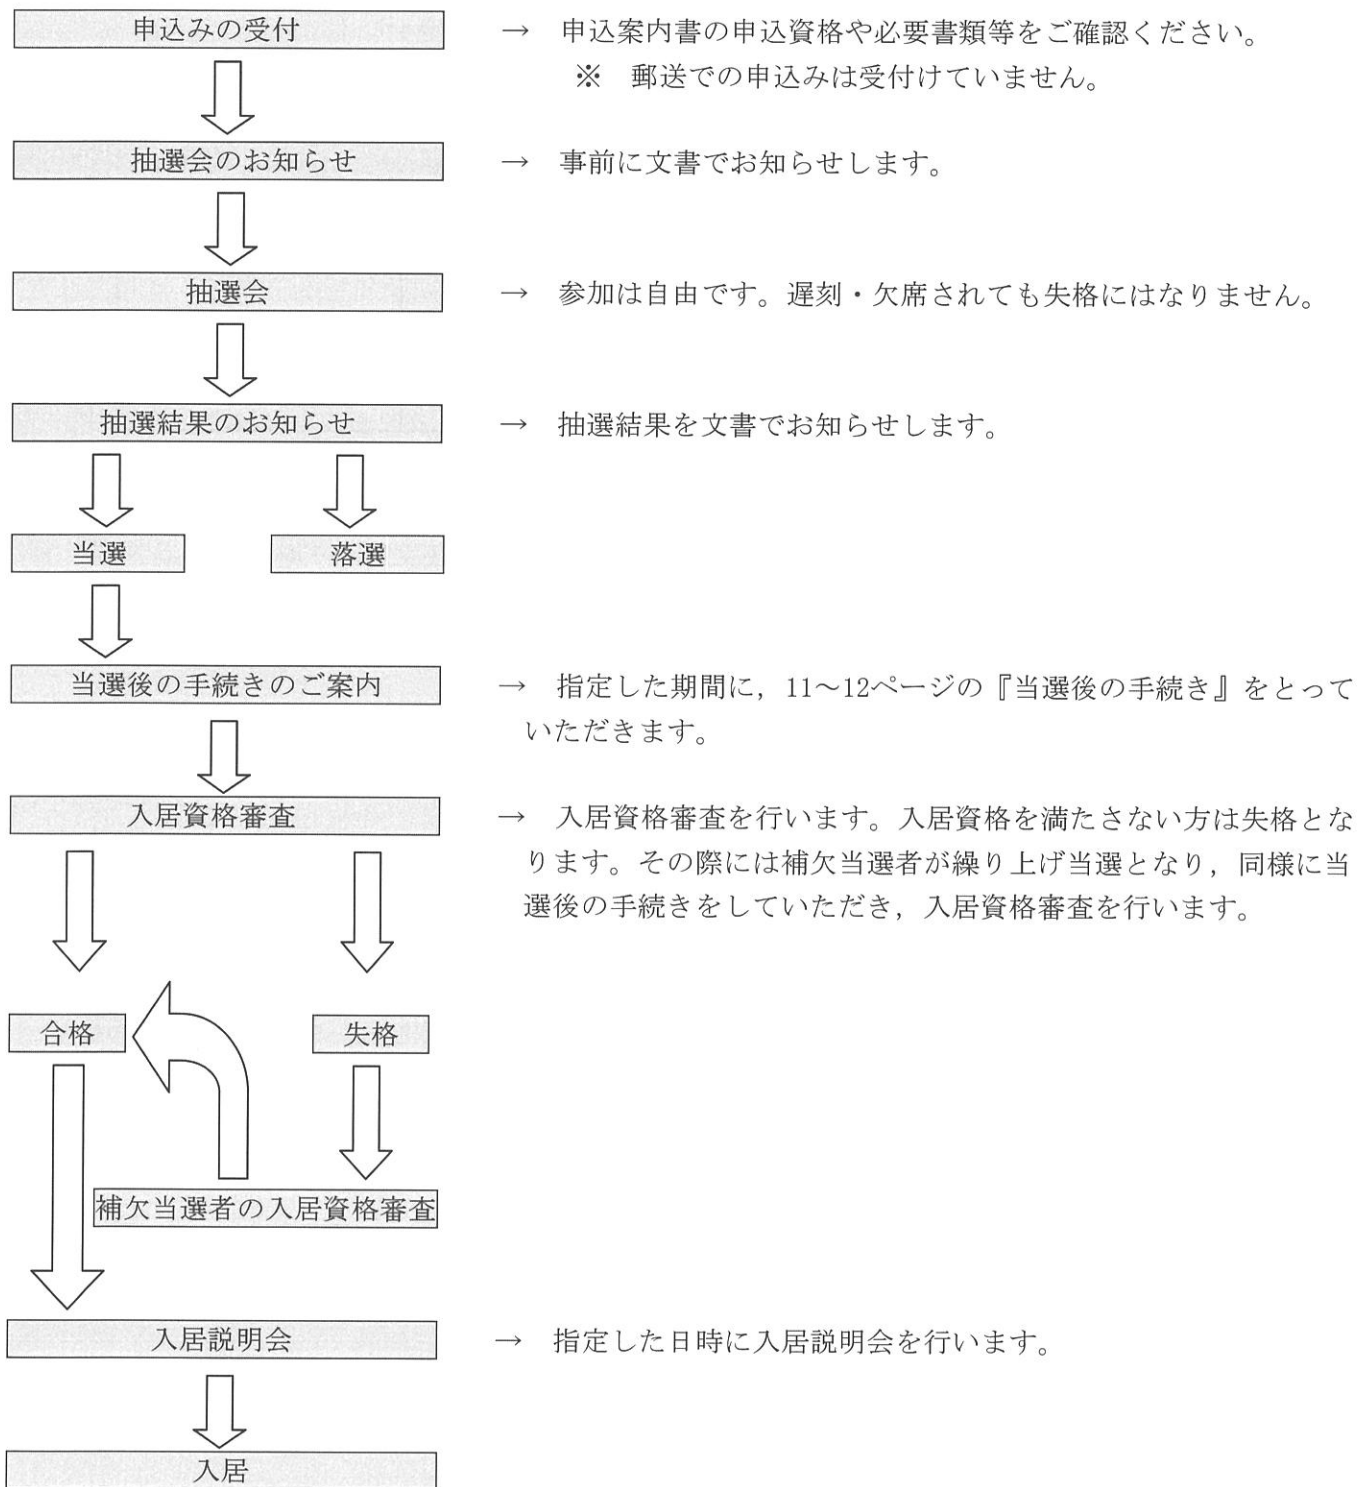 申込みの受付
→　申込案内書の申込資格や必要書類等をご確認ください。
※　郵送での申込みは受付けていません。
抽選会のお知らせ
→　事前に文書でお知らせします。
抽選会
→　参加は自由です。遅刻・欠席されても失格にはなりません。
抽選結果のお知らせ
→　抽選結果を文書でお知らせします。
当選
落選
当選後の手続きのご案内
→　指定した期間に，11～12ページの『当選後の手続き』をとって
いただきます。
入居資格審査
→　入居資格審査を行います。入居資格を満たさない方は失格とな
ります。その際には補欠当選者が繰り上げ当選となり，同様に当
選後の手続きをしていただき，入居資格審査を行います。
合格
失格
補欠当選者の入居資格審査
入居説明会
→　指定した日時に入居説明会を行います。
入居